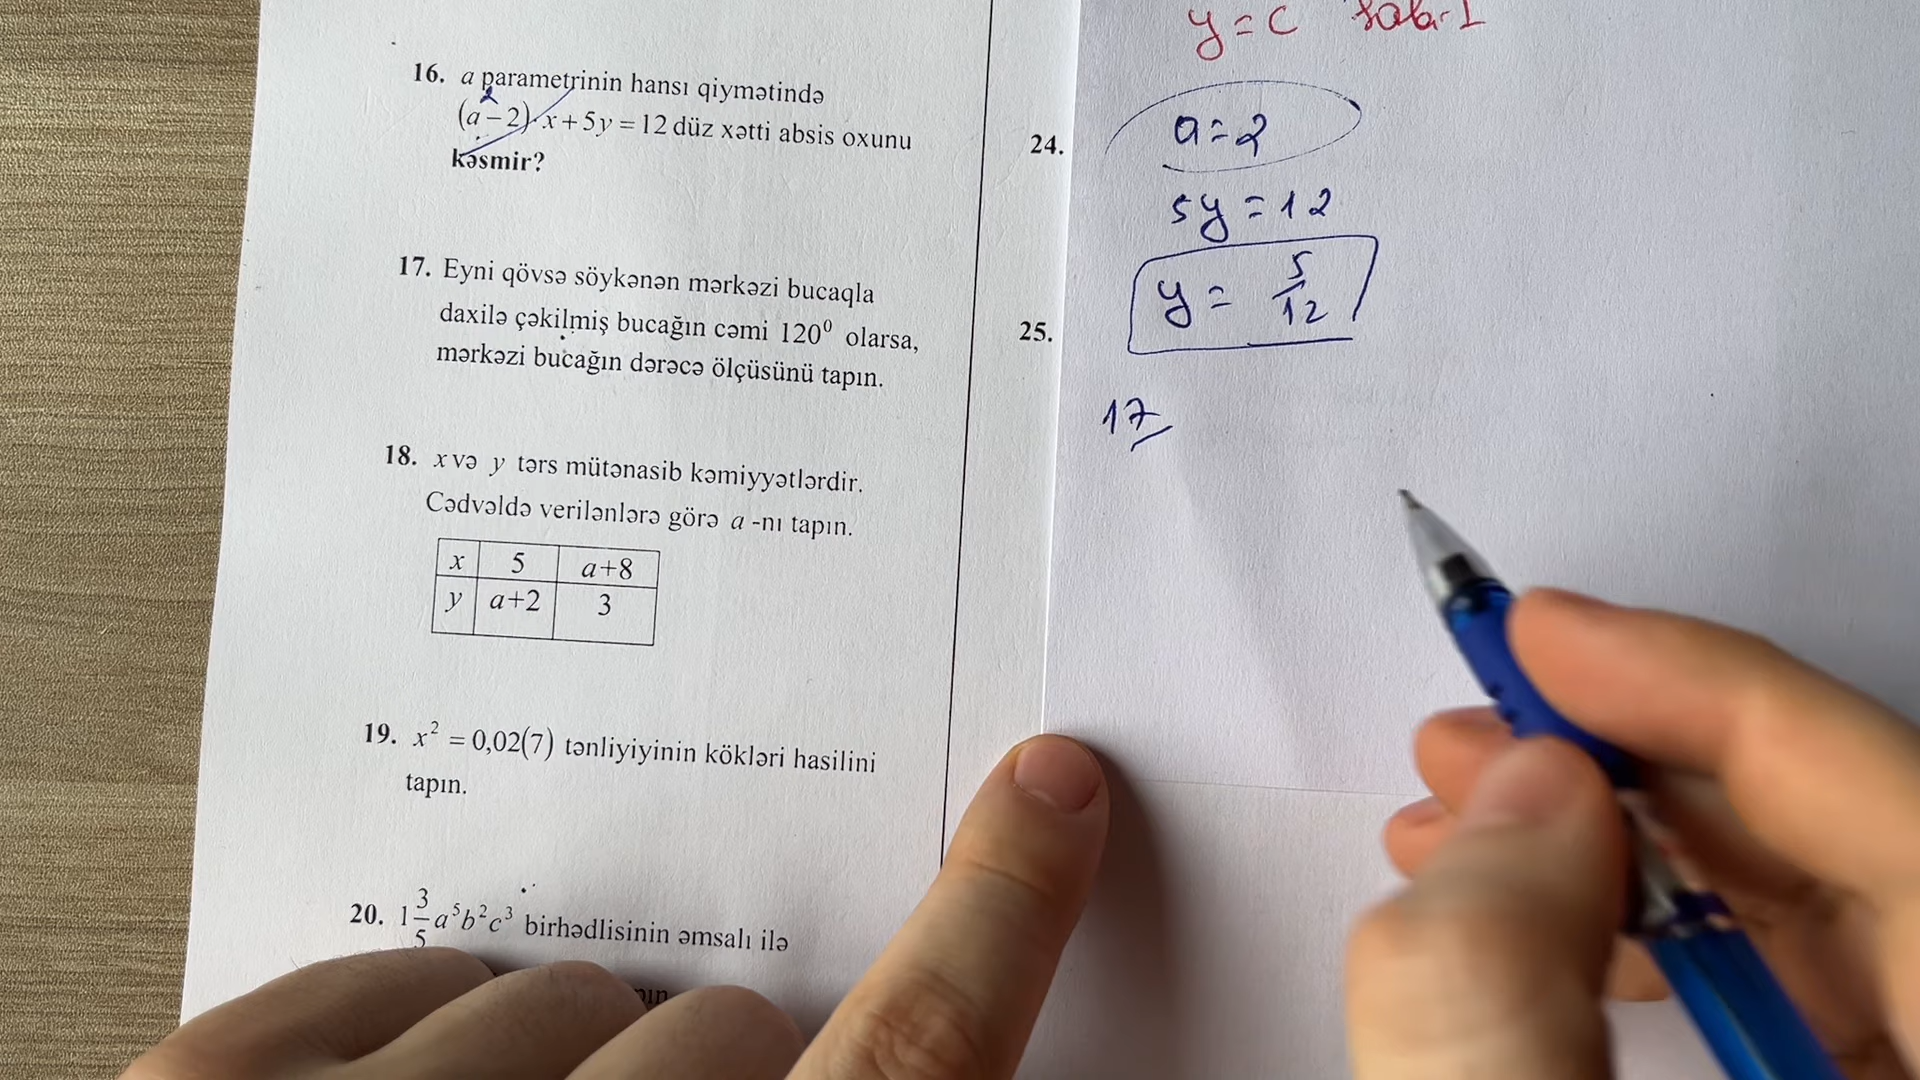 16. a parametrinin hansı qiymətində
2
(a−2)·x+5y=12 düz xətti absis oxunu
kəsmir?
17. Eyni qövsə söykənən mərkəzi bucaqla
daxilə çəkilmiş bucağın cəmi 120⁰ olarsa,
mərkəzi bucağın dərəcə ölçüsünü tapın.
18. x və y tərs mütənasib kəmiyyətlərdir.
Cədvəldə verilənlərə görə a -nı tapın.
x 5 a+8
y a+2 3
19. x² = 0,02(7) tənliyiyinin kökləri hasilini
tapın.
20. 1 3/5 a⁵b²c³ birhədlisinin əmsalı ilə
y=c
24.
a=2
5y=12
y= 5/12
25.
17